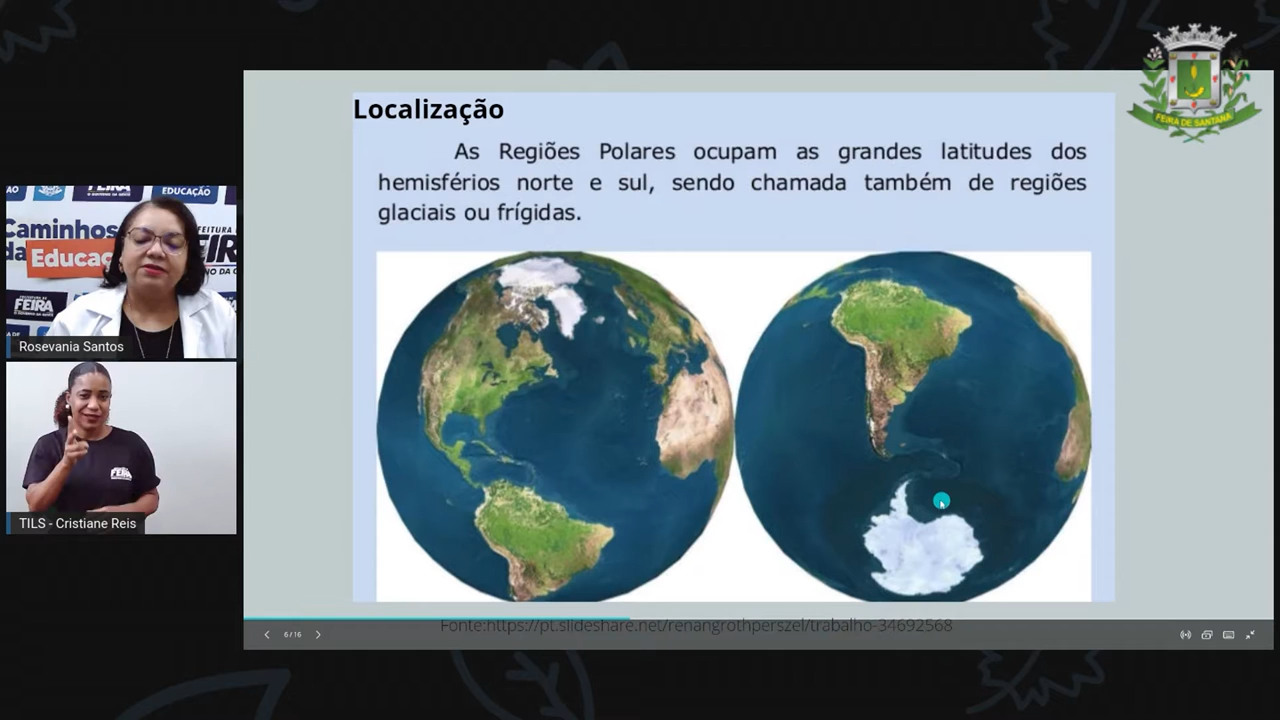 Localização
As Regiões Polares ocupam as grandes latitudes dos
hemisférios norte e sul, sendo chamada também de regiões
glaciais ou frígidas.
FEIRA DE SANTANA
EDUCAÇÃO
Caminhos
da Educaç
FEIRA
Rosevania Santos
FEIRA
TILS - Cristiane Reis
Fonte:https://pt.slideshare.net/renangrothperszel/trabalho-34692568
6 / 16